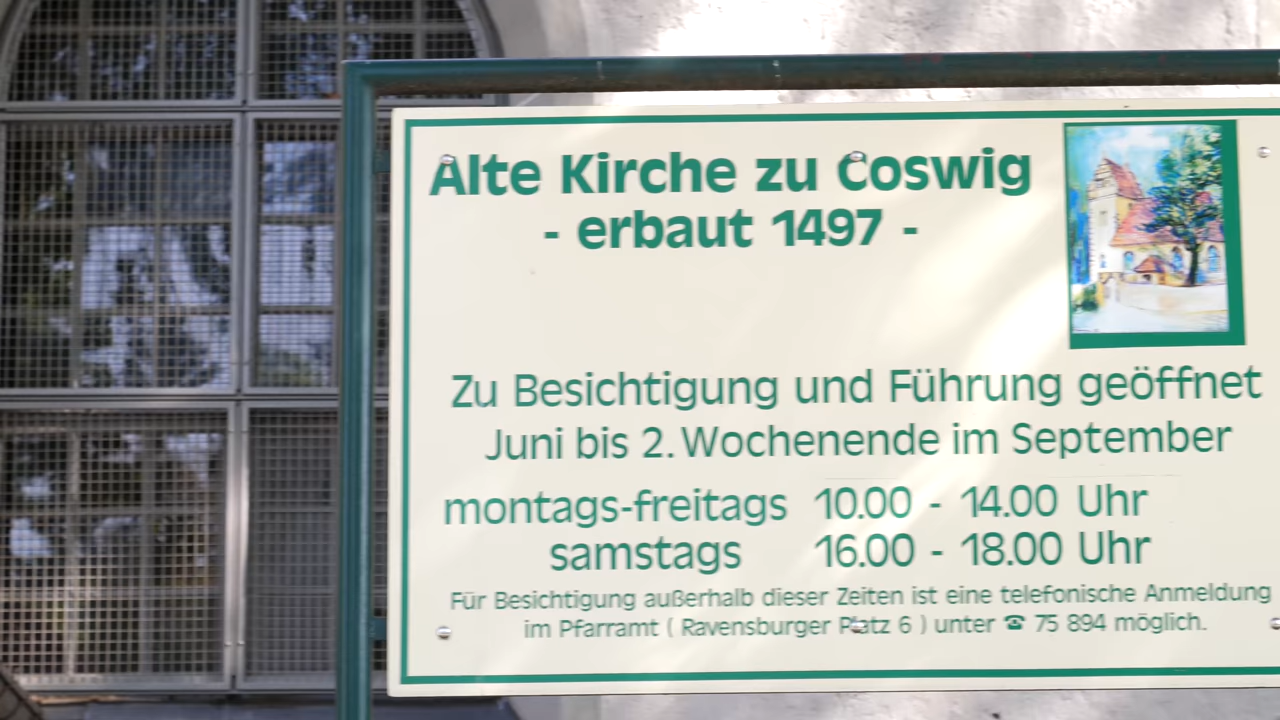 Alte Kirche zu Coswig
- erbaut 1497 -
Zu Besichtigung und Führung geöffnet
Juni bis 2. Wochenende im September
montags-freitags 10.00 - 14.00 Uhr
samstags 16.00 - 18.00 Uhr
Für Besichtigung außerhalb dieser Zeiten ist eine telefonische Anmeldung
im Pfarramt ( Ravensburger Platz 6 ) unter ☎ 75 894 möglich.